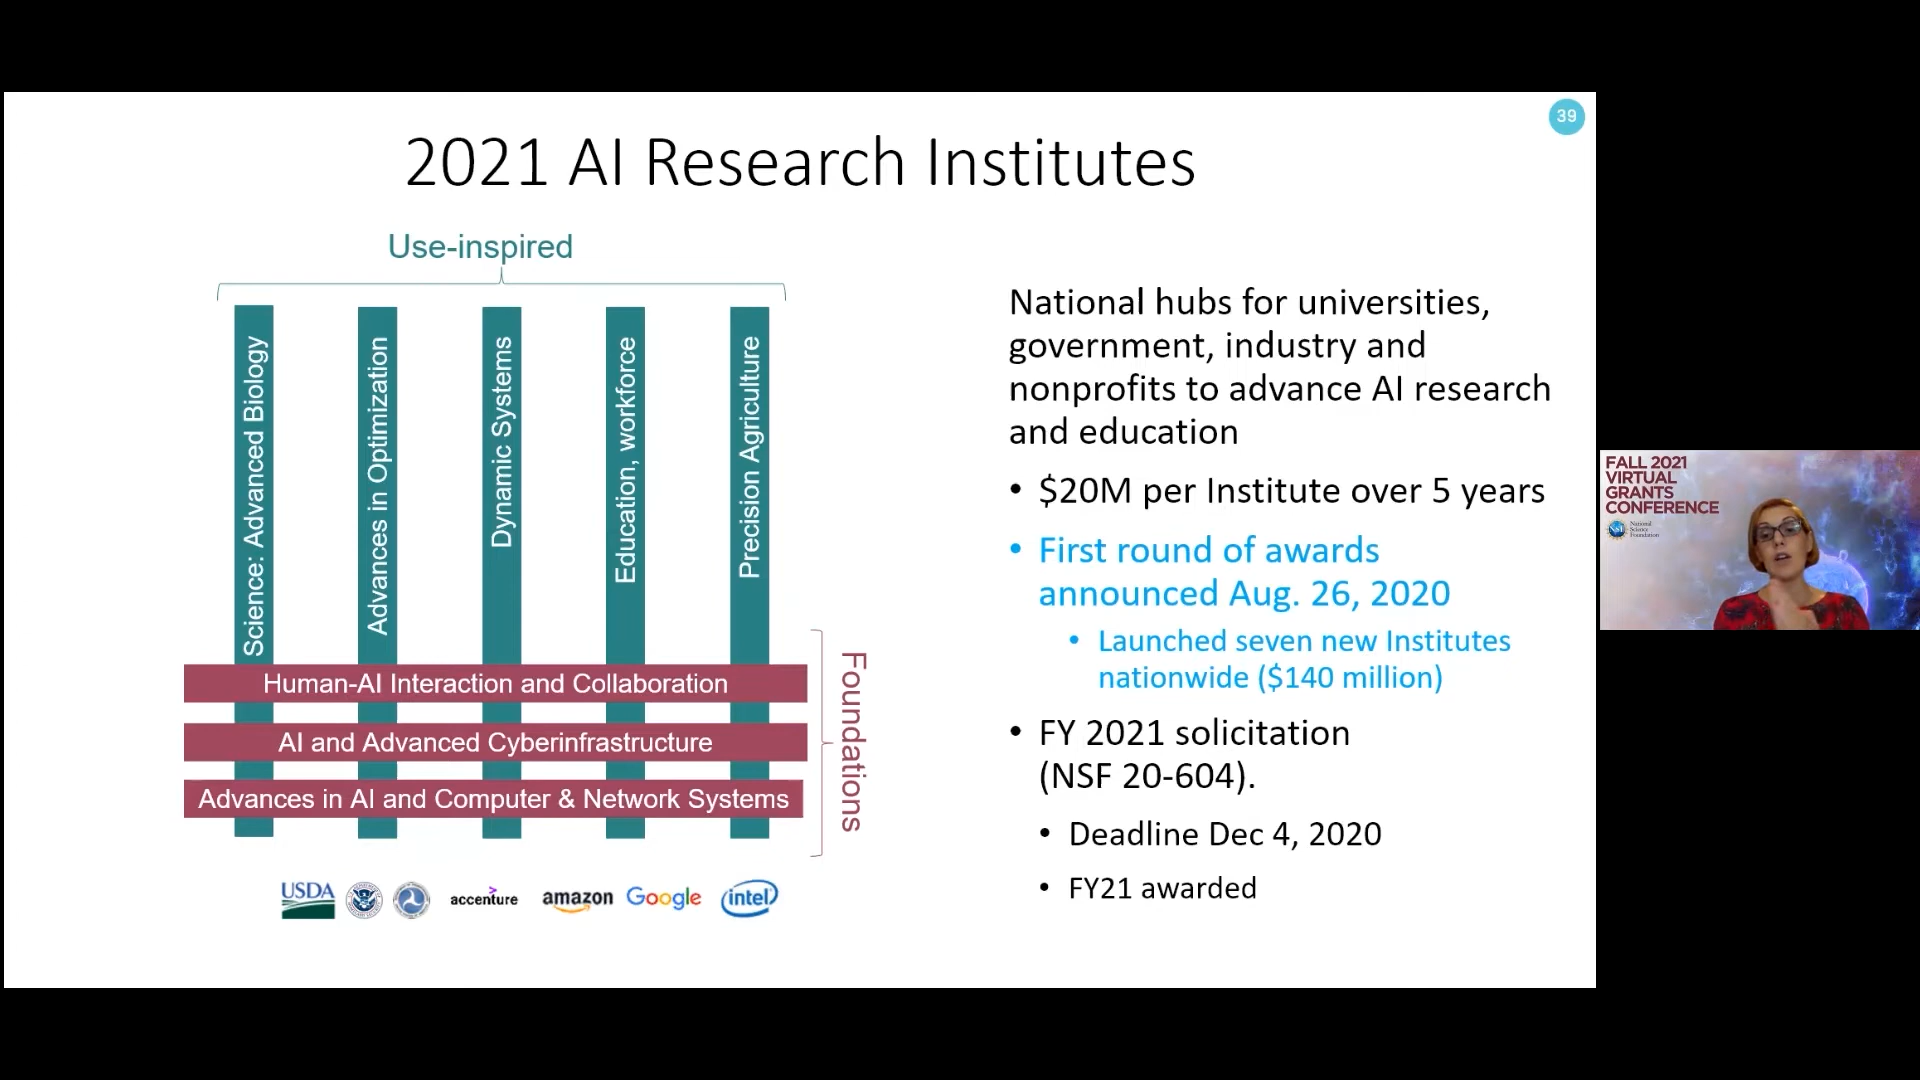 39
2021 AI Research Institutes
Use-inspired
Science: Advanced Biology
Advances in Optimization
Dynamic Systems
Education, workforce
Precision Agriculture
Human-AI Interaction and Collaboration
AI and Advanced Cyberinfrastructure
Advances in AI and Computer & Network Systems
Foundations
USDA
accenture
amazon
Google
intel
National hubs for universities,
government, industry and
nonprofits to advance AI research
and education
• $20M per Institute over 5 years
• First round of awards
announced Aug. 26, 2020
• Launched seven new Institutes
nationwide ($140 million)
• FY 2021 solicitation
(NSF 20-604).
• Deadline Dec 4, 2020
• FY21 awarded
FALL 2021
VIRTUAL
GRANTS
CONFERENCE
NSF
National
Science
Foundation